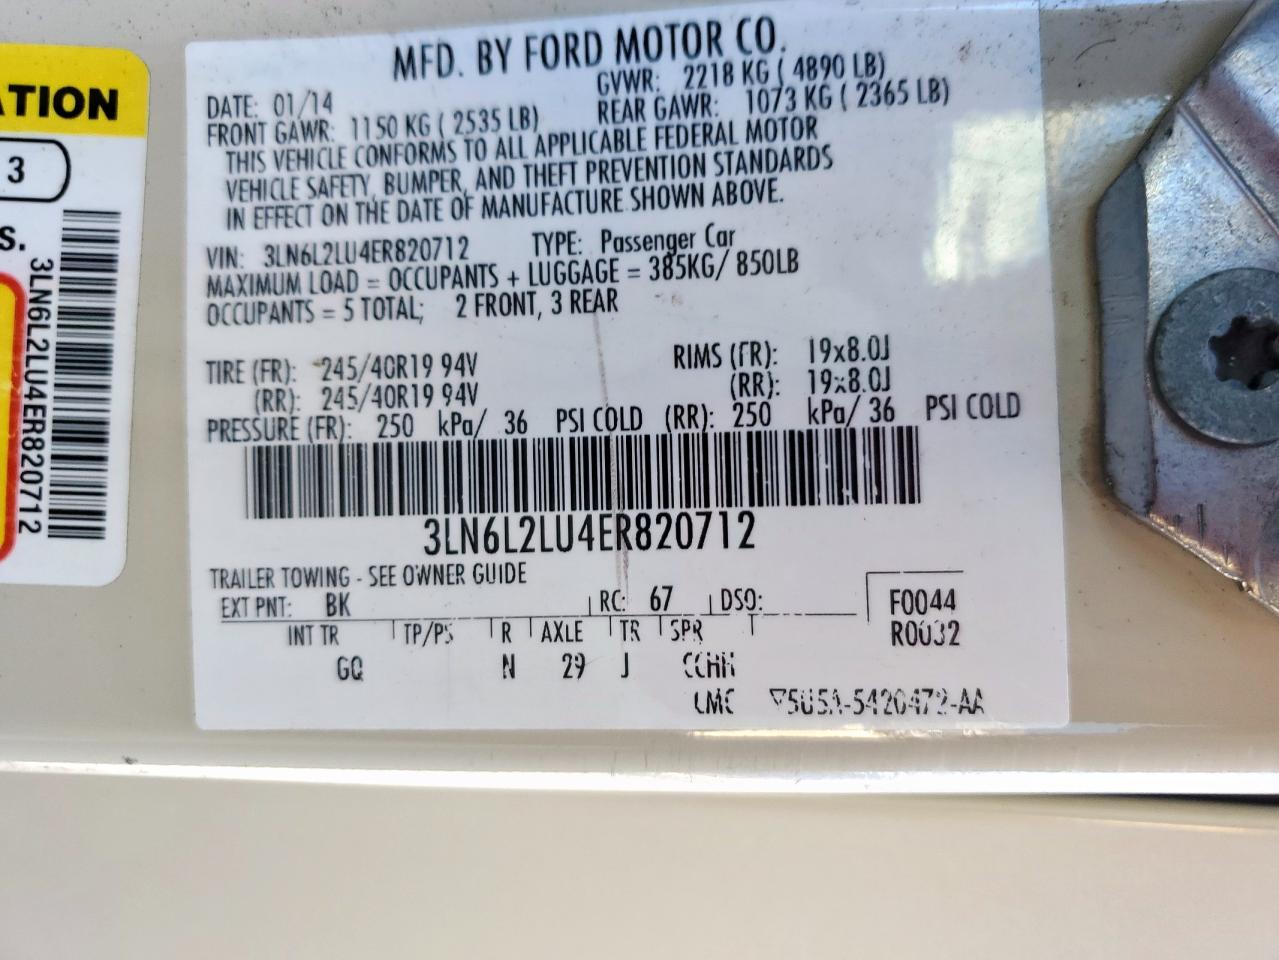 MFD. BY FORD MOTOR CO.
DATE: 01/14 GVWR: 2218 KG ( 4890 LB)
FRONT GAWR: 1150 KG ( 2535 LB) REAR GAWR: 1073 KG ( 2365 LB)
THIS VEHICLE CONFORMS TO ALL APPLICABLE FEDERAL MOTOR
VEHICLE SAFETY, BUMPER, AND THEFT PREVENTION STANDARDS
IN EFFECT ON THE DATE OF MANUFACTURE SHOWN ABOVE.
VIN: 3LN6L2LU4ER820712 TYPE: Passenger Car
MAXIMUM LOAD = OCCUPANTS + LUGGAGE = 385KG/ 850LB
OCCUPANTS = 5 TOTAL; 2 FRONT, 3 REAR
TIRE (FR): 245/40R19 94V RIMS (FR): 19x8.0J
(RR): 245/40R19 94V (RR): 19x8.0J
PRESSURE (FR): 250 kPa/ 36 PSI COLD (RR): 250 kPa/ 36 PSI COLD
3LN6L2LU4ER820712
TRAILER TOWING - SEE OWNER GUIDE
EXT PNT: BK RC: 67 DSO: F0044
INT TR TP/PS R AXLE TR SPR R0032
GQ N 29 J CCHH
LMC 5U5A-5420472-AA
ATION
3
S.
3LN6L2LU4ER820712